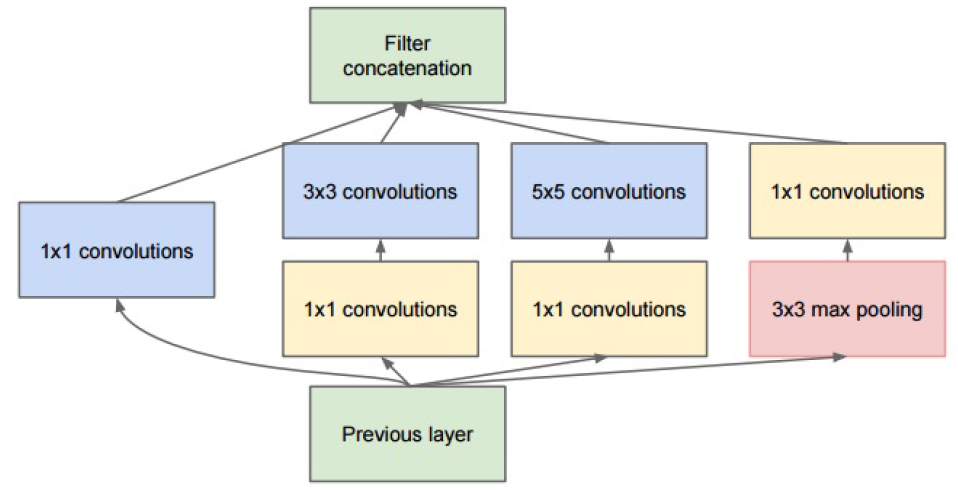 Filter
concatenation
3x3 convolutions
5x5 convolutions
1x1 convolutions
1x1 convolutions
1x1 convolutions
1x1 convolutions
3x3 max pooling
Previous layer